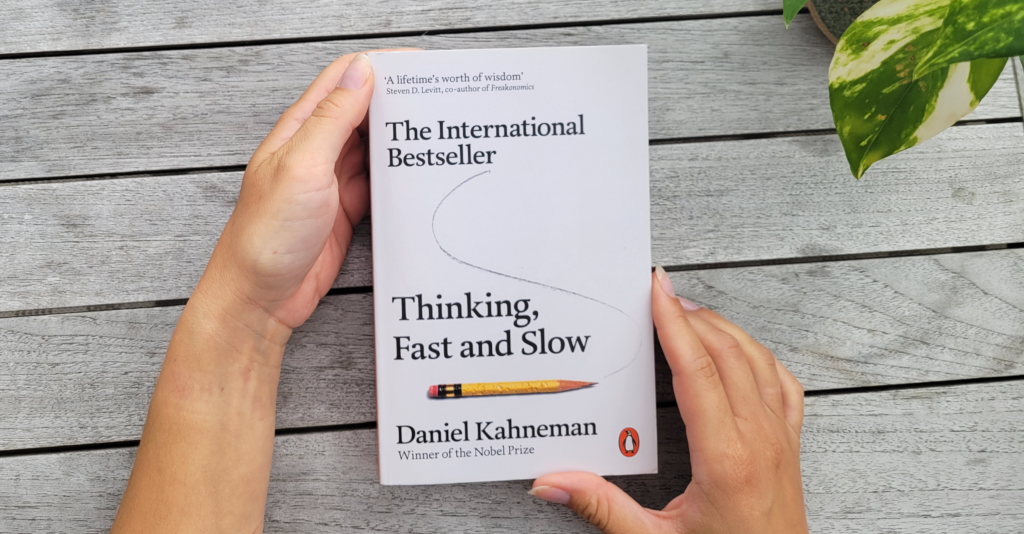 ‘A lifetime’s worth of wisdom’
Steven D. Levitt, co-author of Freakonomics
The International
Bestseller
Thinking,
Fast and Slow
Daniel Kahneman
Winner of the Nobel Prize